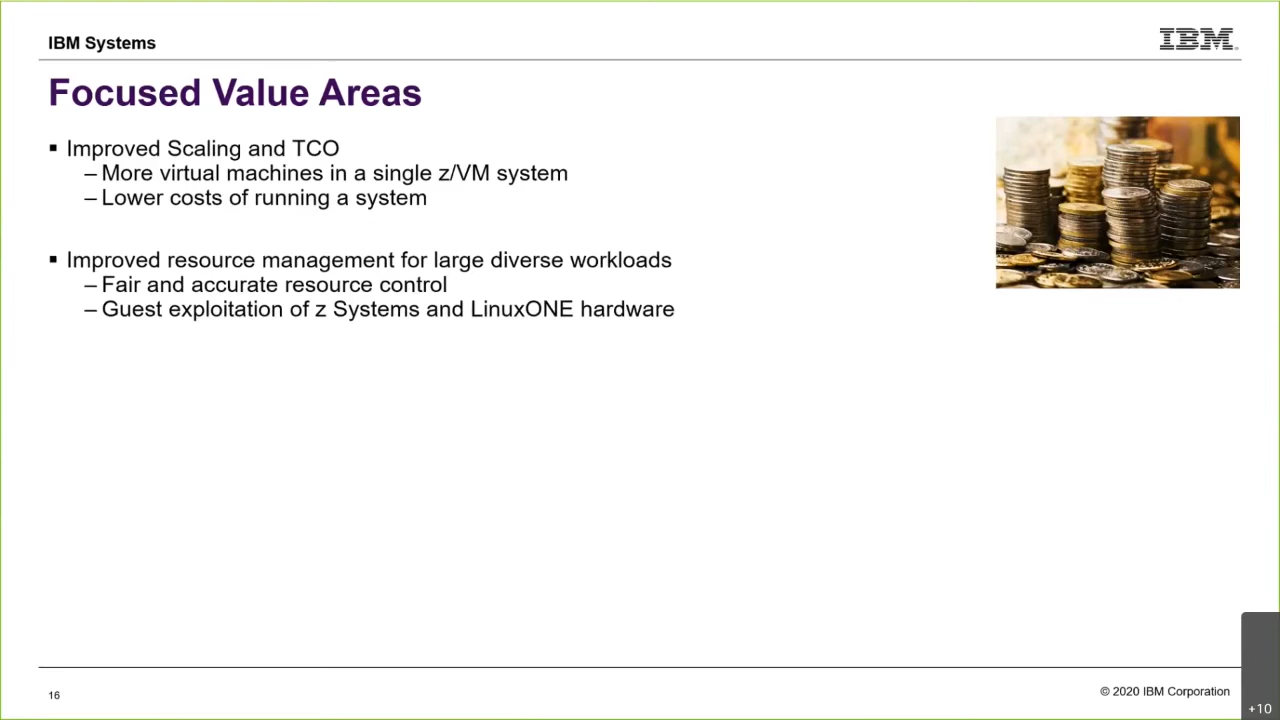 IBM Systems
IBM
Focused Value Areas
▪ Improved Scaling and TCO
– More virtual machines in a single z/VM system
– Lower costs of running a system
▪ Improved resource management for large diverse workloads
– Fair and accurate resource control
– Guest exploitation of z Systems and LinuxONE hardware
16
© 2020 IBM Corporation
+10